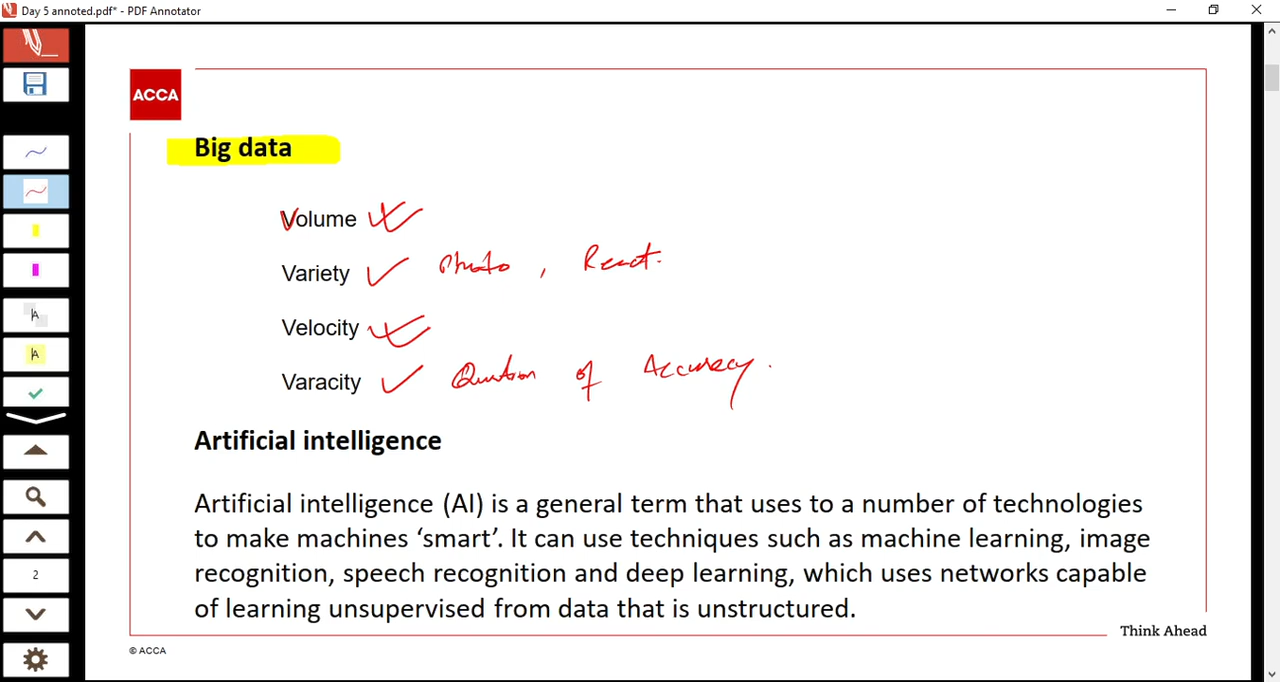 Day 5 annoted.pdf* - PDF Annotator
ACCA
Big data
Volume
Variety Photo , React.
Velocity
Varacity Question of Accuracy.
Artificial intelligence
Artificial intelligence (AI) is a general term that uses to a number of technologies
to make machines ‘smart’. It can use techniques such as machine learning, image
recognition, speech recognition and deep learning, which uses networks capable
of learning unsupervised from data that is unstructured.
2
Think Ahead
© ACCA